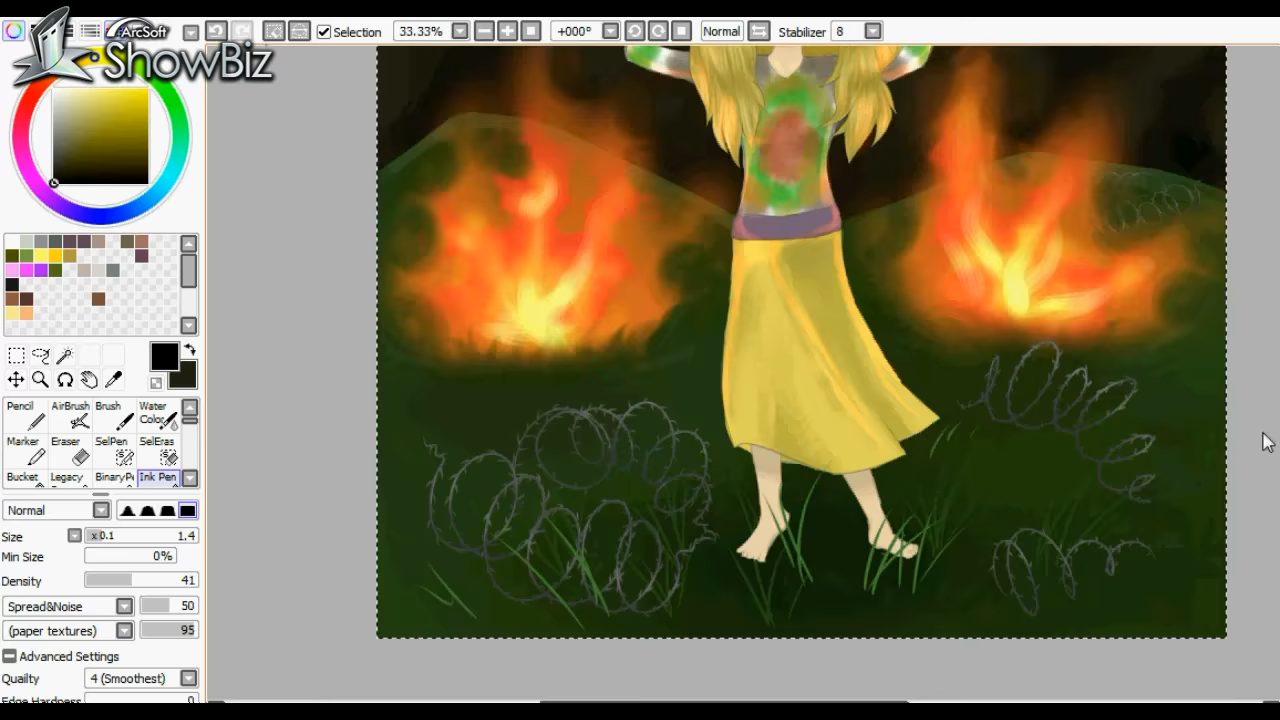 ArcSoft
ShowBiz
Selection
33.33%
+000°
Normal
Stabilizer
8
Pencil
AirBrush
Brush
Water
Color
Marker
Eraser
SelPen
SelEras
Bucket
Legacy
BinaryPe
Ink Pen
Normal
Size
x0.1
1.4
Min Size
0%
Density
41
Spread&Noise
50
(paper textures)
95
Advanced Settings
Quality
4 (Smoothest)
Edge Hardness
0